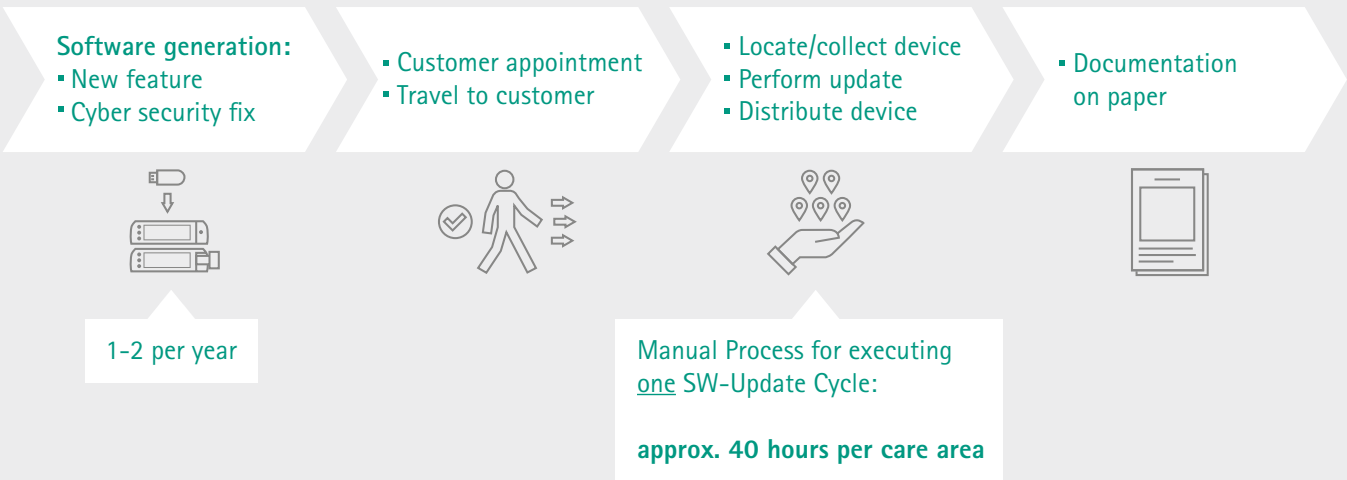 Software generation:
▪ New feature
▪ Cyber security fix
▪ Customer appointment
▪ Travel to customer
▪ Locate/collect device
▪ Perform update
▪ Distribute device
▪ Documentation
on paper
1-2 per year
Manual Process for executing
one SW-Update Cycle:
approx. 40 hours per care area